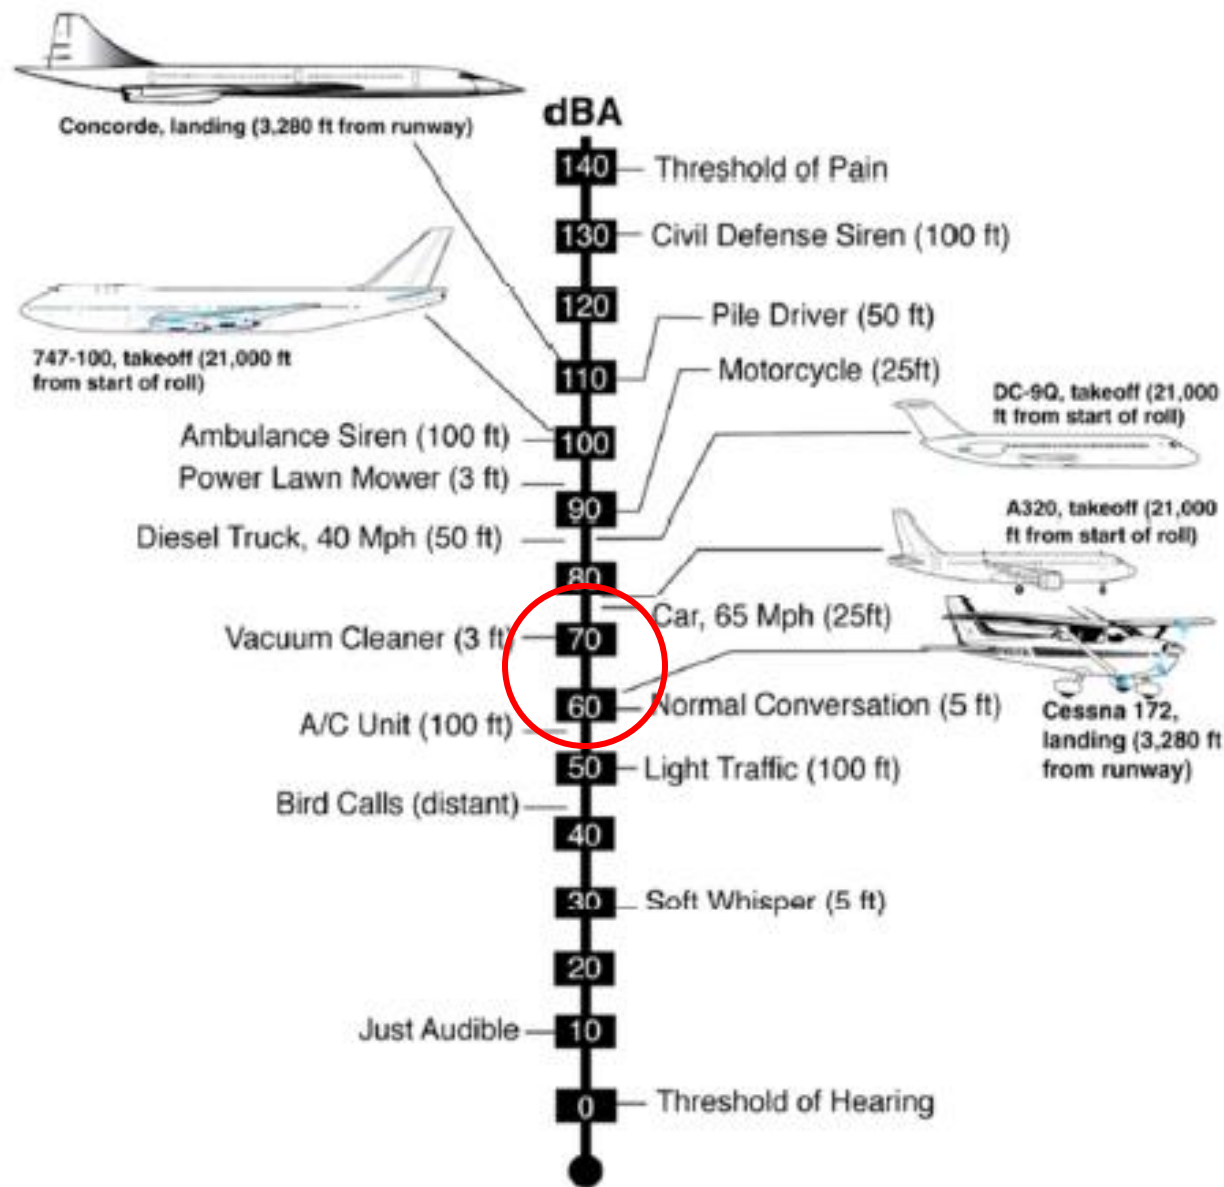 dBA
Concorde, landing (3,280 ft from runway)
140
Threshold of Pain
130
Civil Defense Siren (100 ft)
120
Pile Driver (50 ft)
747-100, takeoff (21,000 ft
from start of roll)
110
Motorcycle (25ft)
DC-9Q, takeoff (21,000
ft from start of roll)
Ambulance Siren (100 ft)
100
Power Lawn Mower (3 ft)
90
A320, takeoff (21,000
ft from start of roll)
Diesel Truck, 40 Mph (50 ft)
80
Car, 65 Mph (25ft)
Vacuum Cleaner (3 ft)
70
60
Normal Conversation (5 ft)
Cessna 172,
landing (3,280 ft
from runway)
A/C Unit (100 ft)
50
Light Traffic (100 ft)
Bird Calls (distant)
40
30
Soft Whisper (5 ft)
20
Just Audible
10
0
Threshold of Hearing